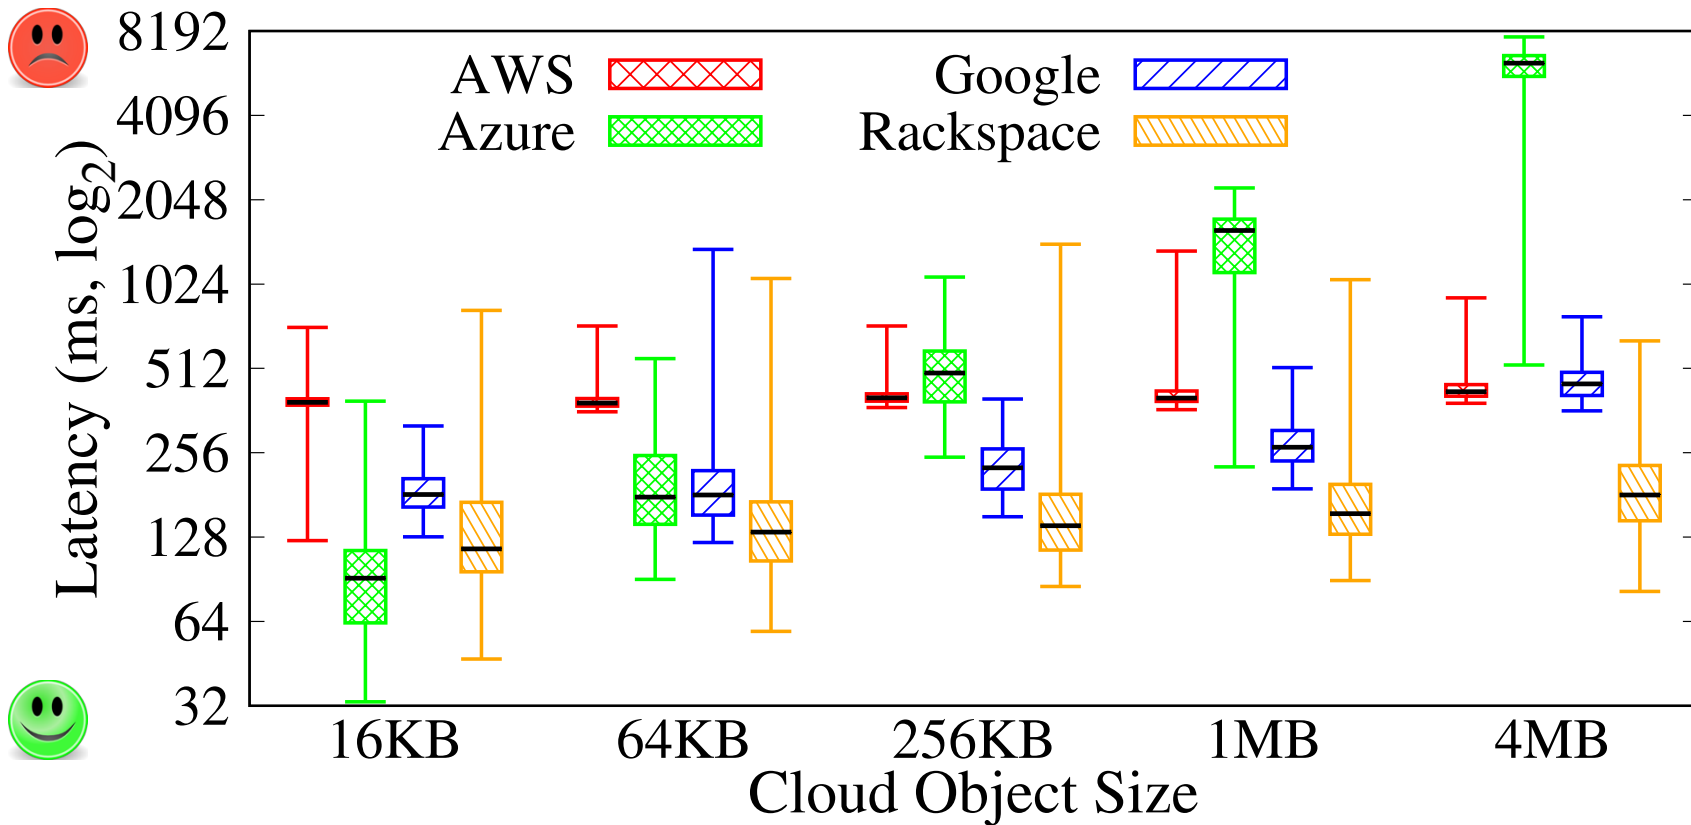 8192
4096
2048
1024
512
256
128
64
32
Latency (ms, log2)
AWS
Azure
Google
Rackspace
16KB
64KB
256KB
1MB
4MB
Cloud Object Size